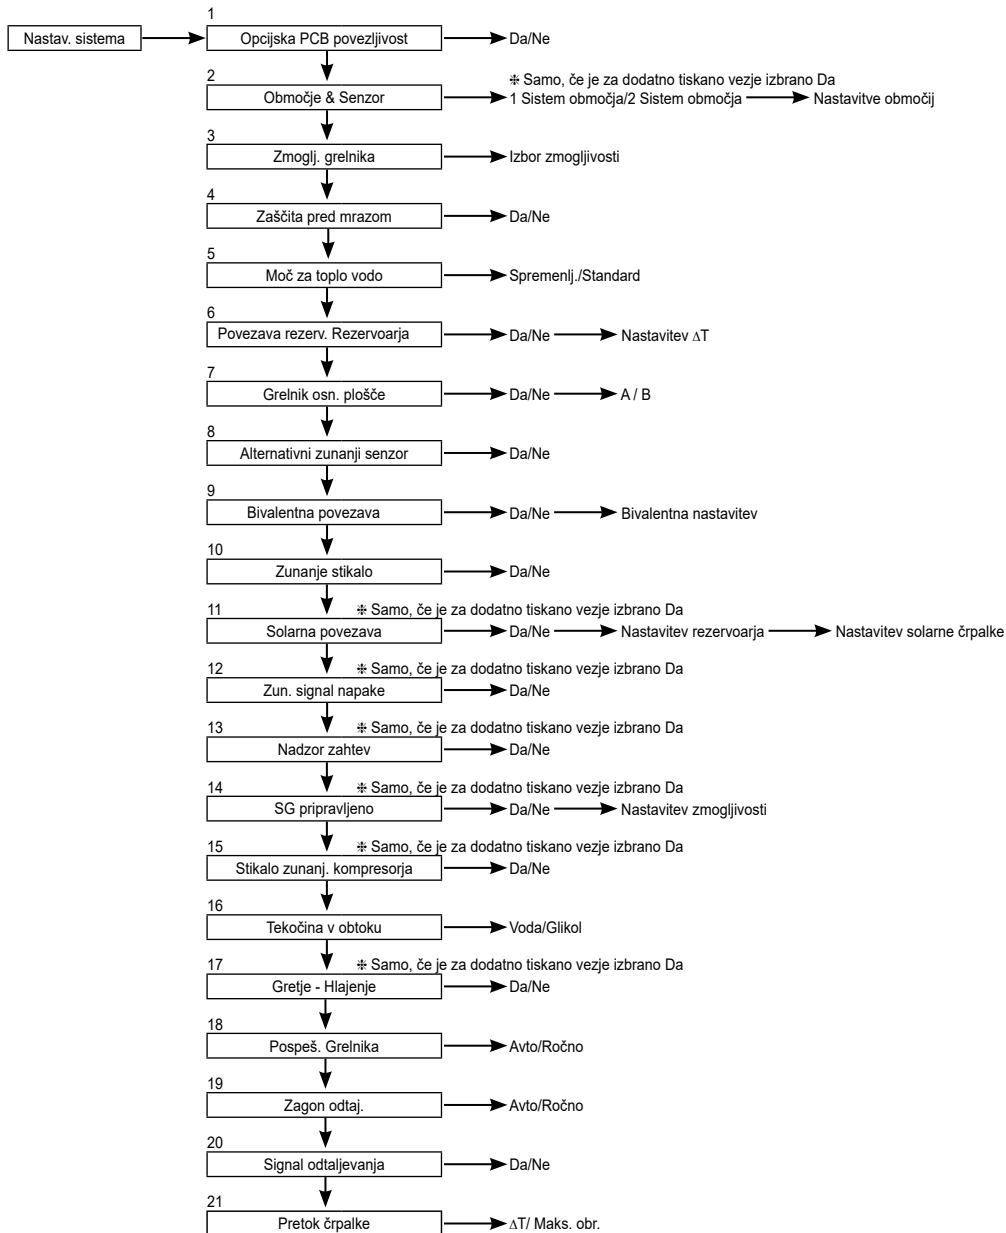 1
Nastav. sistema
Opcijska PCB povezljivost
Da/Ne
2
❉ Samo, če je za dodatno tiskano vezje izbrano Da
Območje & Senzor
1 Sistem območja/2 Sistem območja
Nastavitve območij
3
Zmoglj. grelnika
Izbor zmogljivosti
4
Zaščita pred mrazom
Da/Ne
5
Moč za toplo vodo
Spremenlj./Standard
6
Povezava rezerv. Rezervoarja
Da/Ne
Nastavitev ΔT
7
Grelnik osn. plošče
Da/Ne
A / B
8
Alternativni zunanji senzor
Da/Ne
9
Bivalentna povezava
Da/Ne
Bivalentna nastavitev
10
Zunanje stikalo
Da/Ne
11
❉ Samo, če je za dodatno tiskano vezje izbrano Da
Solarna povezava
Da/Ne
Nastavitev rezervoarja
Nastavitev solarne črpalke
12
❉ Samo, če je za dodatno tiskano vezje izbrano Da
Zun. signal napake
Da/Ne
13
❉ Samo, če je za dodatno tiskano vezje izbrano Da
Nadzor zahtev
Da/Ne
14
❉ Samo, če je za dodatno tiskano vezje izbrano Da
SG pripravljeno
Da/Ne
Nastavitev zmogljivosti
15
❉ Samo, če je za dodatno tiskano vezje izbrano Da
Stikalo zunanj. kompresorja
Da/Ne
16
Tekočina v obtoku
Voda/Glikol
17
❉ Samo, če je za dodatno tiskano vezje izbrano Da
Gretje - Hlajenje
Da/Ne
18
Pospeš. Grelnika
Avto/Ročno
19
Zagon odtaj.
Avto/Ročno
20
Signal odtaljevanja
Da/Ne
21
Pretok črpalke
ΔT/ Maks. obr.